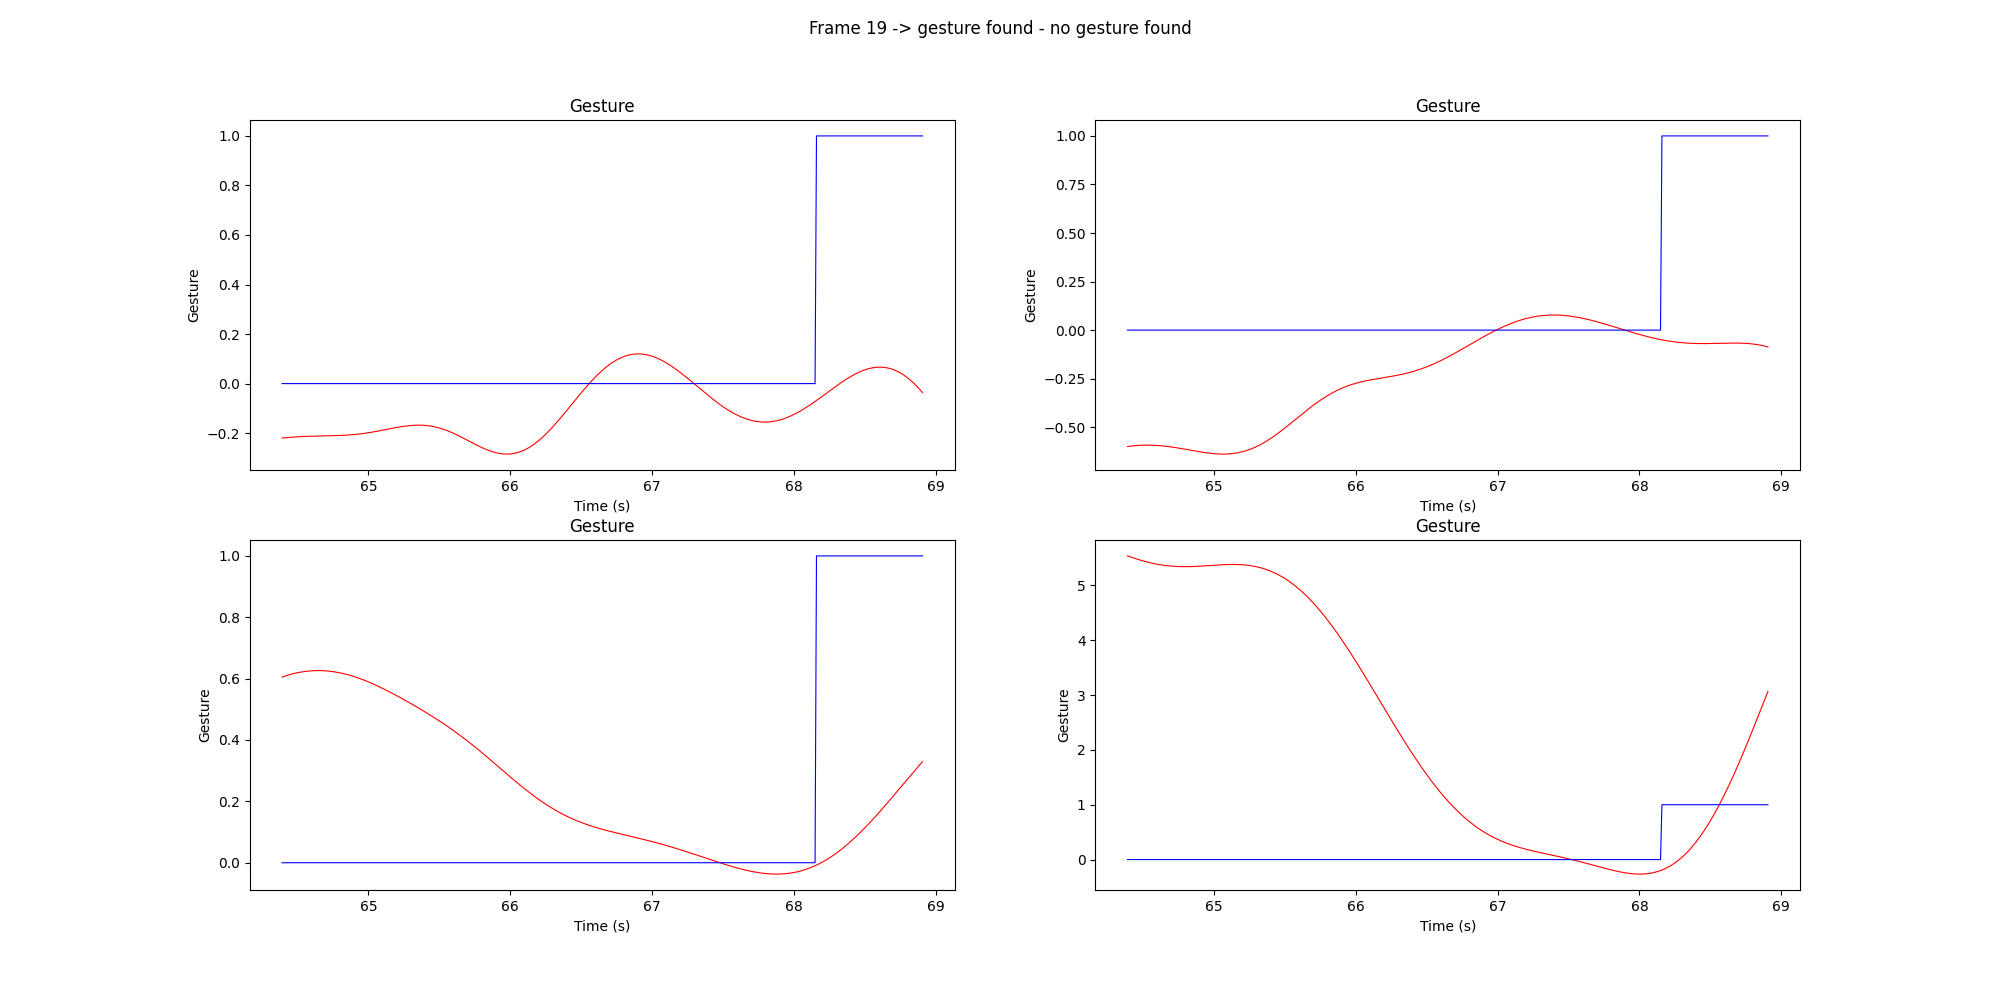 Frame 19 -> gesture found - no gesture found
Gesture
1.0
0.8
0.6
0.4
0.2
0.0
−0.2
Gesture
65 66 67 68 69
Time (s)
Gesture
1.00
0.75
0.50
0.25
0.00
−0.25
−0.50
Gesture
65 66 67 68 69
Time (s)
Gesture
1.0
0.8
0.6
0.4
0.2
0.0
Gesture
65 66 67 68 69
Time (s)
Gesture
5
4
3
2
1
0
Gesture
65 66 67 68 69
Time (s)